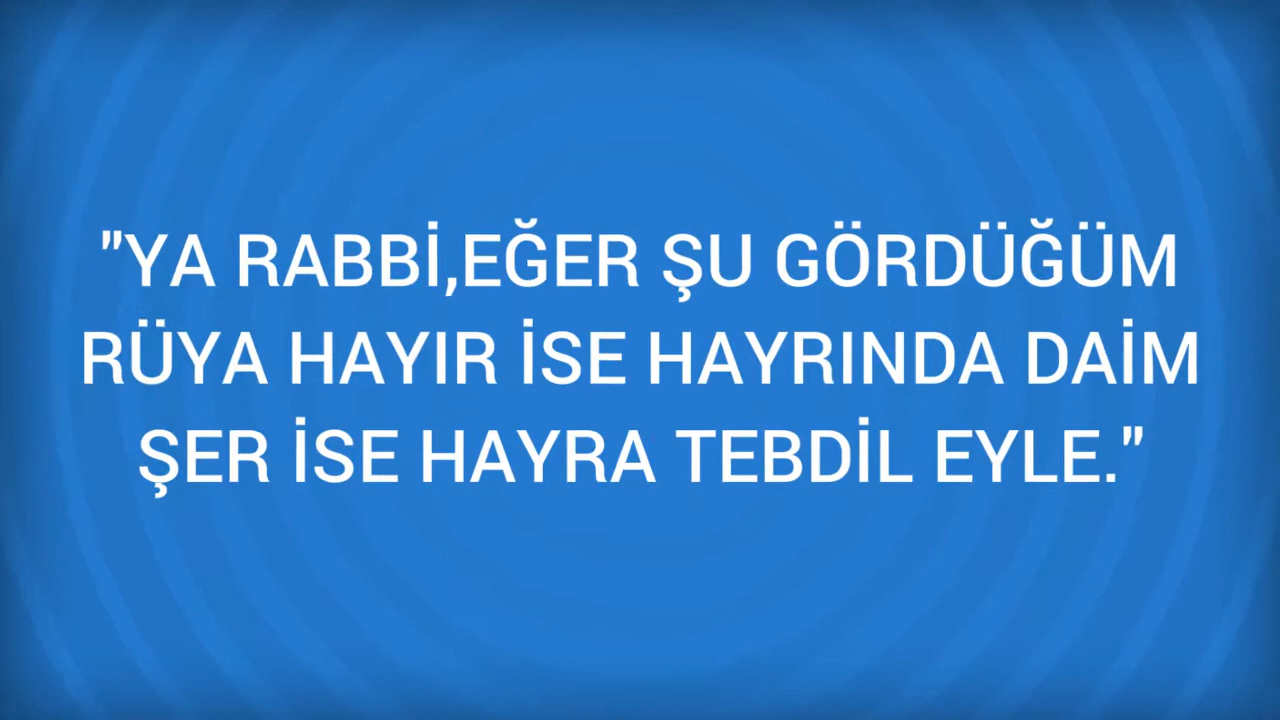 "YA RABBİ,EĞER ŞU GÖRDÜĞÜM
RÜYA HAYIR İSE HAYRINDA DAİM
ŞER İSE HAYRA TEBDİL EYLE."